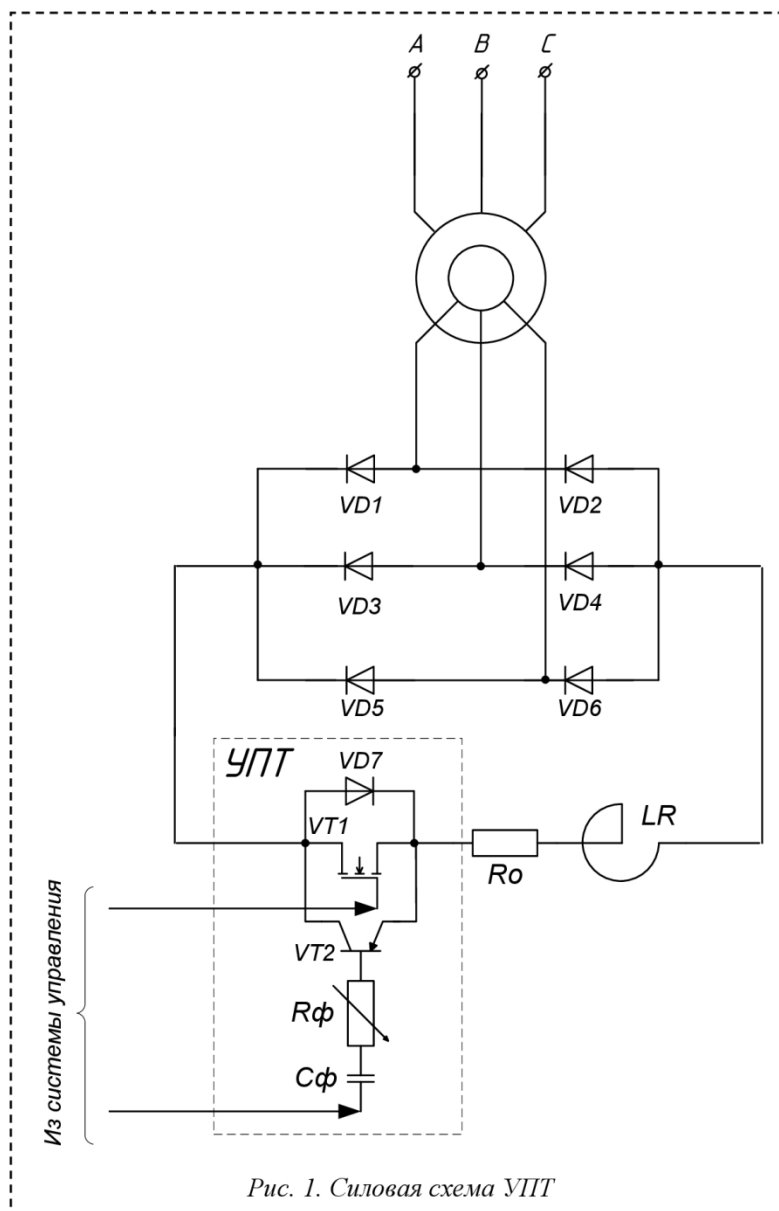 A B C
VD1 VD2
VD3 VD4
VD5 VD6
УПТ VD7
VT1 LR
Rо
VT2
Rф
Cф
Из системы управления
Рис. 1. Силовая схема УПТ